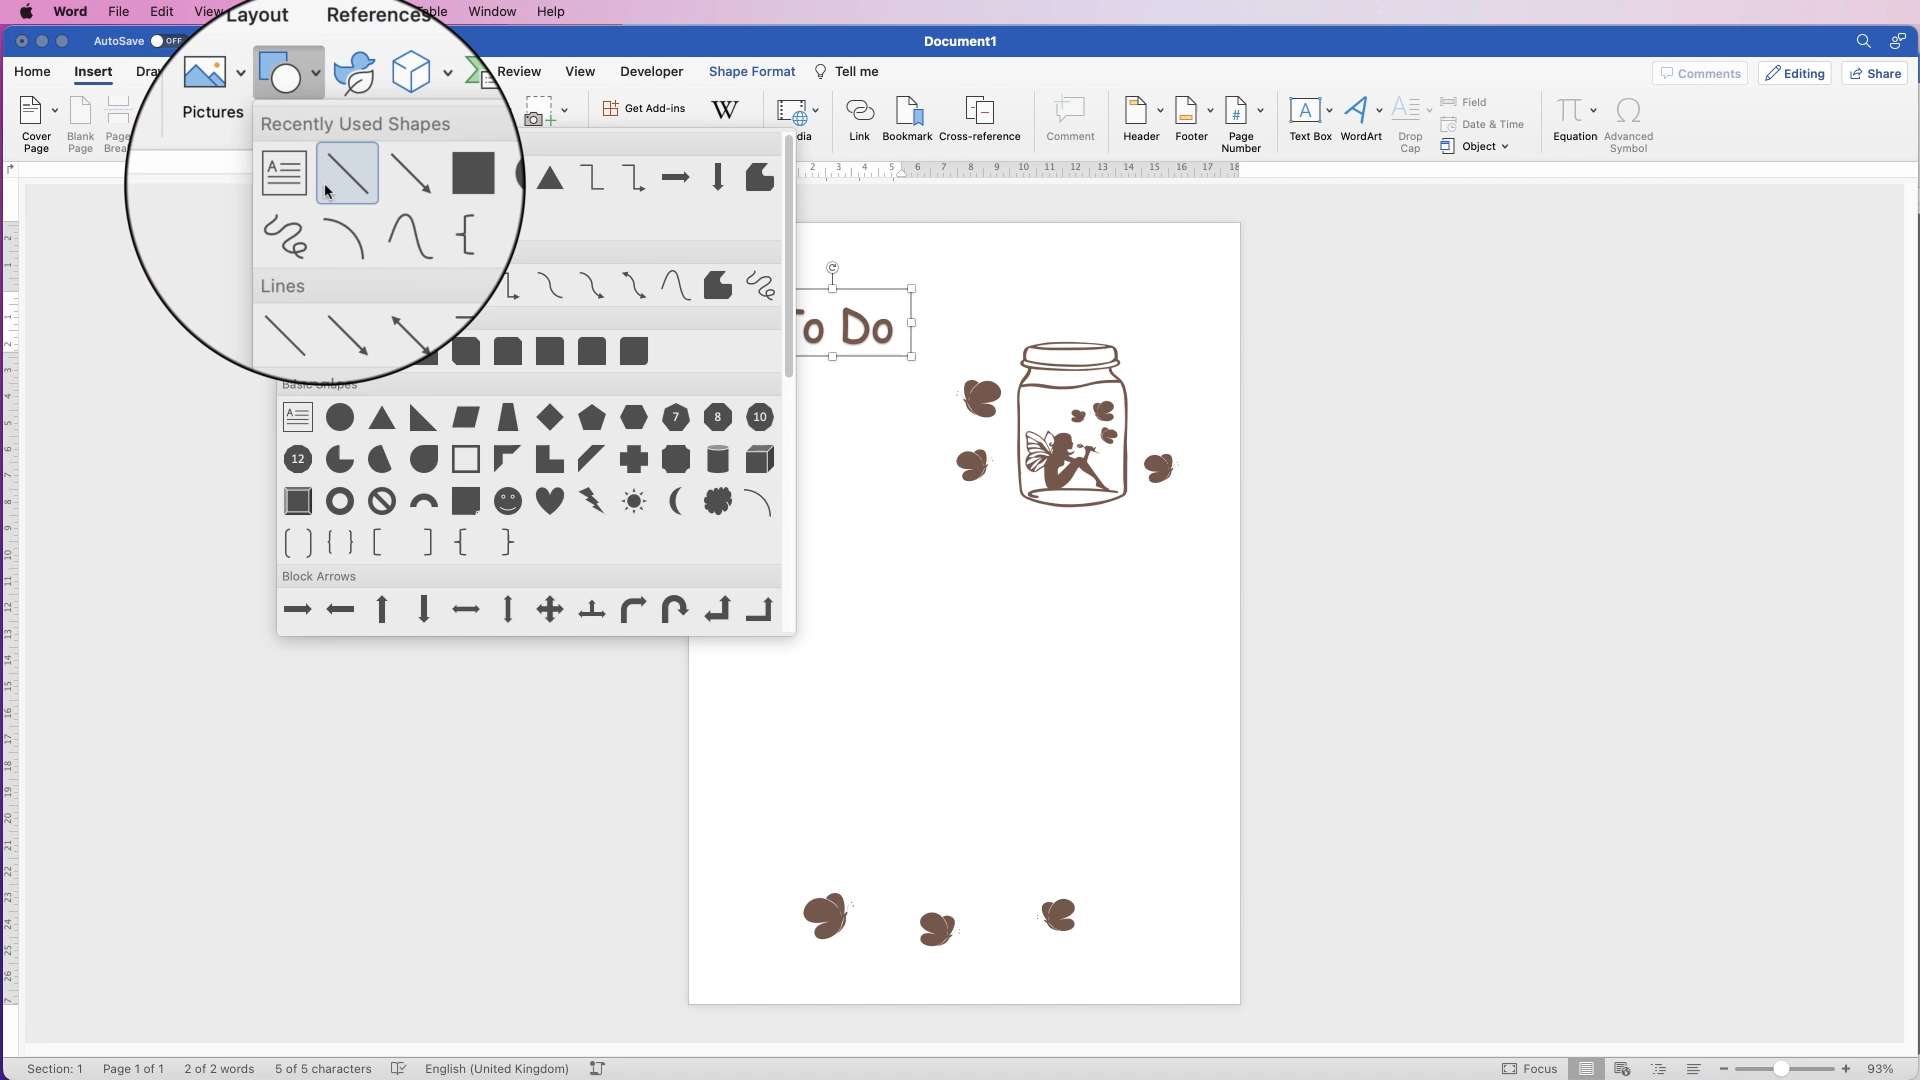 Word File Edit View Table Window Help
Layout References
AutoSave OFF
Document1
Home Insert Draw Review View Developer Shape Format Tell me
Comments Editing Share
Pictures
Cover Page
Blank Page
Page
Get Add-ins
Link
Bookmark
Cross-reference
Comment
Header
Footer
Page Number
Text Box
WordArt
Drop Cap
Field
Date & Time
Object
Equation
Advanced Symbol
Recently Used Shapes
Lines
Basic Shapes
7 8 10
12
Block Arrows
To Do
Section: 1 Page 1 of 1 2 of 2 words 5 of 5 characters English (United Kingdom) Focus 93%